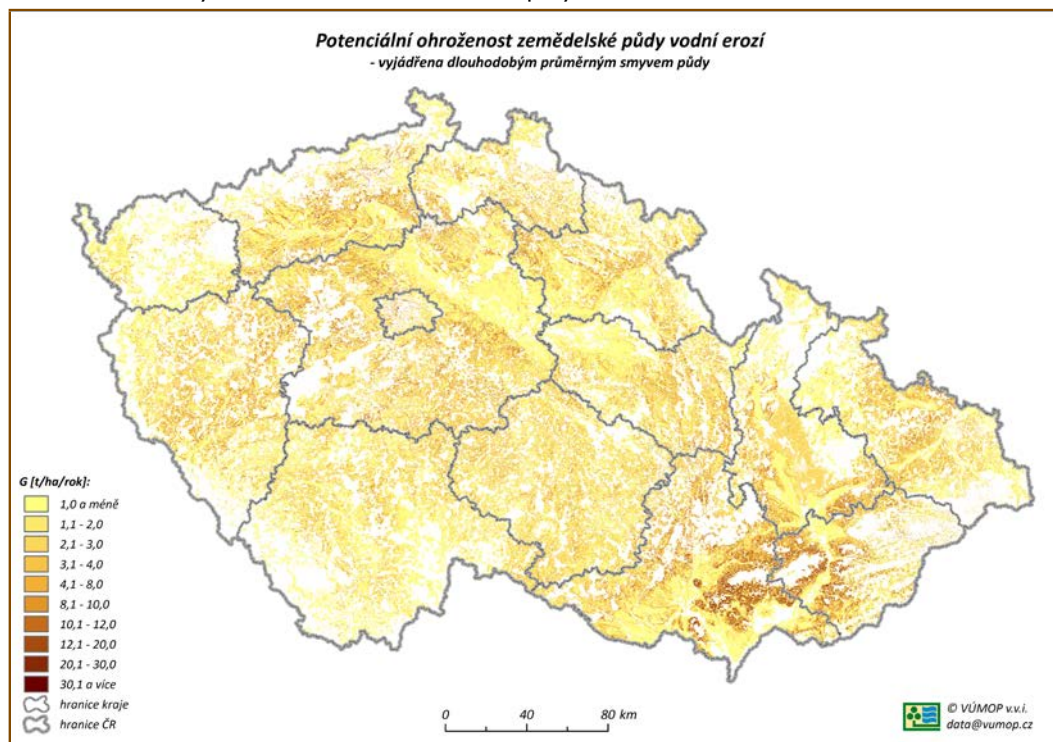 Potenciální ohroženost zemědelské půdy vodní erozí
- vyjádřena dlouhodobým průměrným smyvem půdy
G [t/ha/rok]:
1,0 a méně
1,1 - 2,0
2,1 - 3,0
3,1 - 4,0
4,1 - 8,0
8,1 - 10,0
10,1 - 12,0
12,1 - 20,0
20,1 - 30,0
30,1 a více
hranice kraje
hranice ČR
0 40 80 km
© VÚMOP v.v.i.
data@vumop.cz